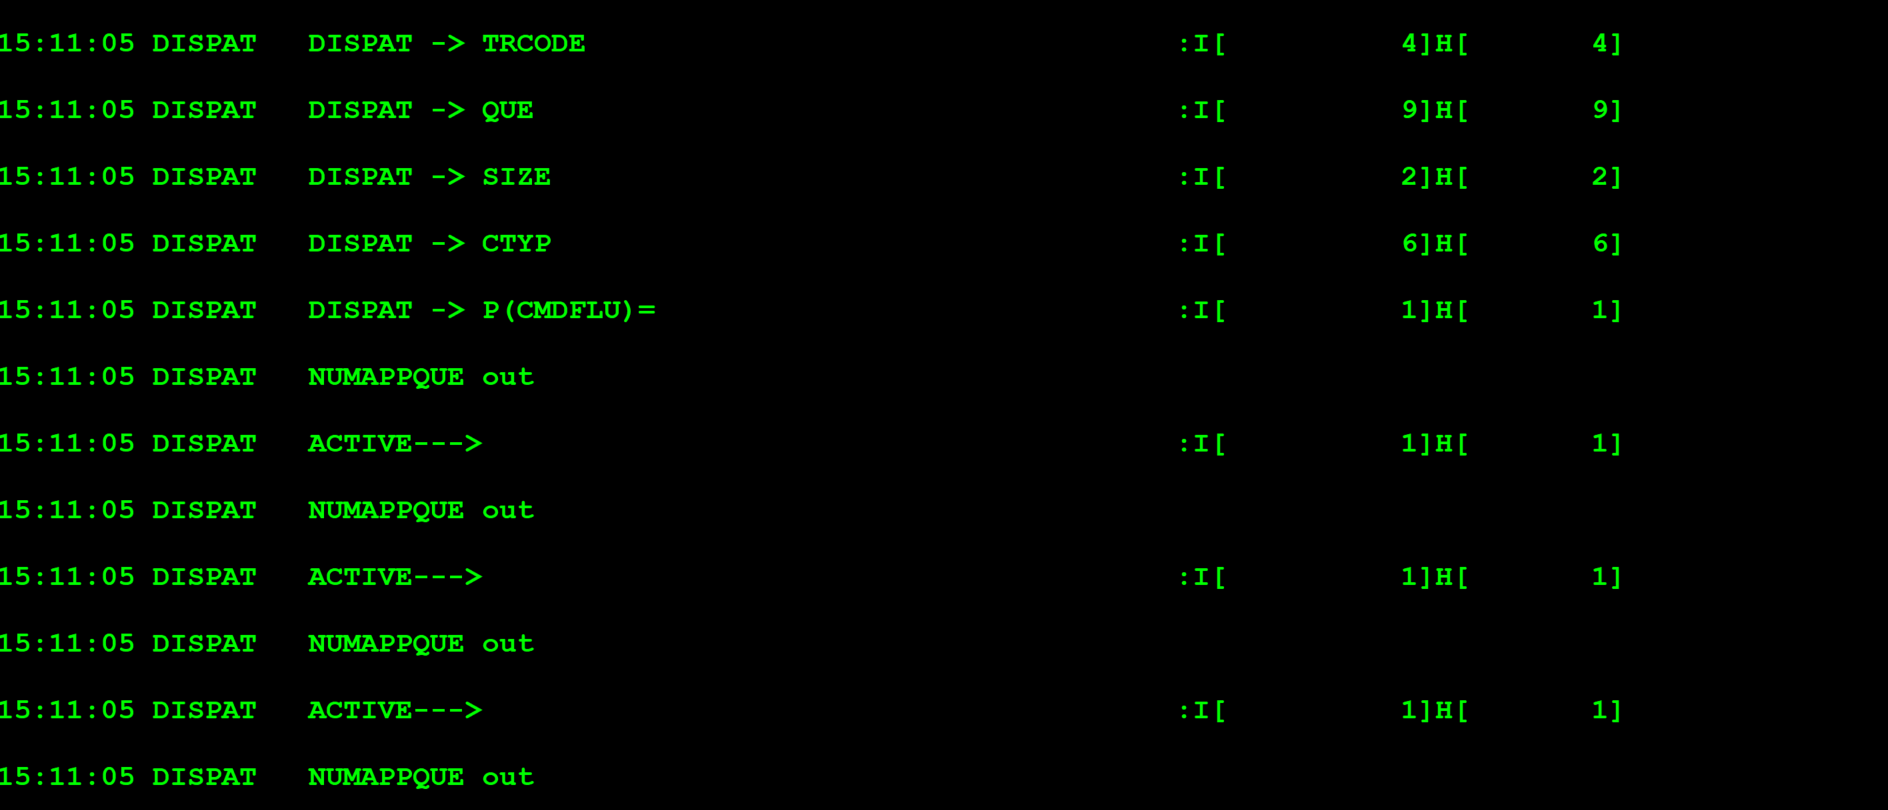 15:11:05 DISPAT   DISPAT -> TRCODE                                  :I[          4]H[       4]
15:11:05 DISPAT   DISPAT -> QUE                                     :I[          9]H[       9]
15:11:05 DISPAT   DISPAT -> SIZE                                    :I[          2]H[       2]
15:11:05 DISPAT   DISPAT -> CTYP                                    :I[          6]H[       6]
15:11:05 DISPAT   DISPAT -> P(CMDFLU)=                              :I[          1]H[       1]
15:11:05 DISPAT   NUMAPPQUE out
15:11:05 DISPAT   ACTIVE--->                                        :I[          1]H[       1]
15:11:05 DISPAT   NUMAPPQUE out
15:11:05 DISPAT   ACTIVE--->                                        :I[          1]H[       1]
15:11:05 DISPAT   NUMAPPQUE out
15:11:05 DISPAT   ACTIVE--->                                        :I[          1]H[       1]
15:11:05 DISPAT   NUMAPPQUE out